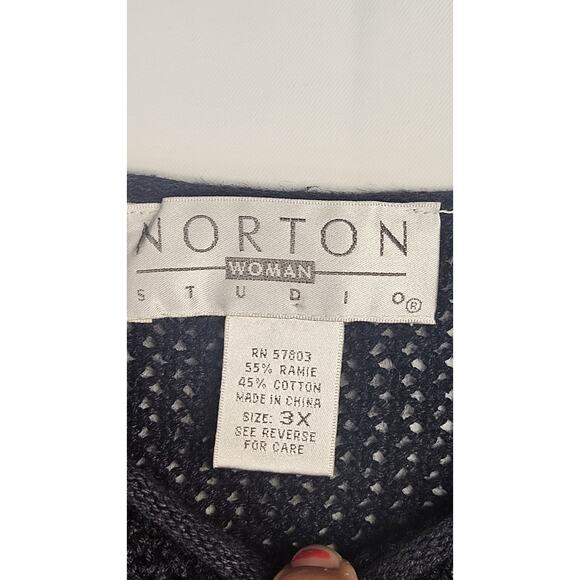 NORTON
WOMAN
STUDIO®
RN 57803
55% RAMIE
45% COTTON
MADE IN CHINA
SIZE: 3X
SEE REVERSE
FOR CARE